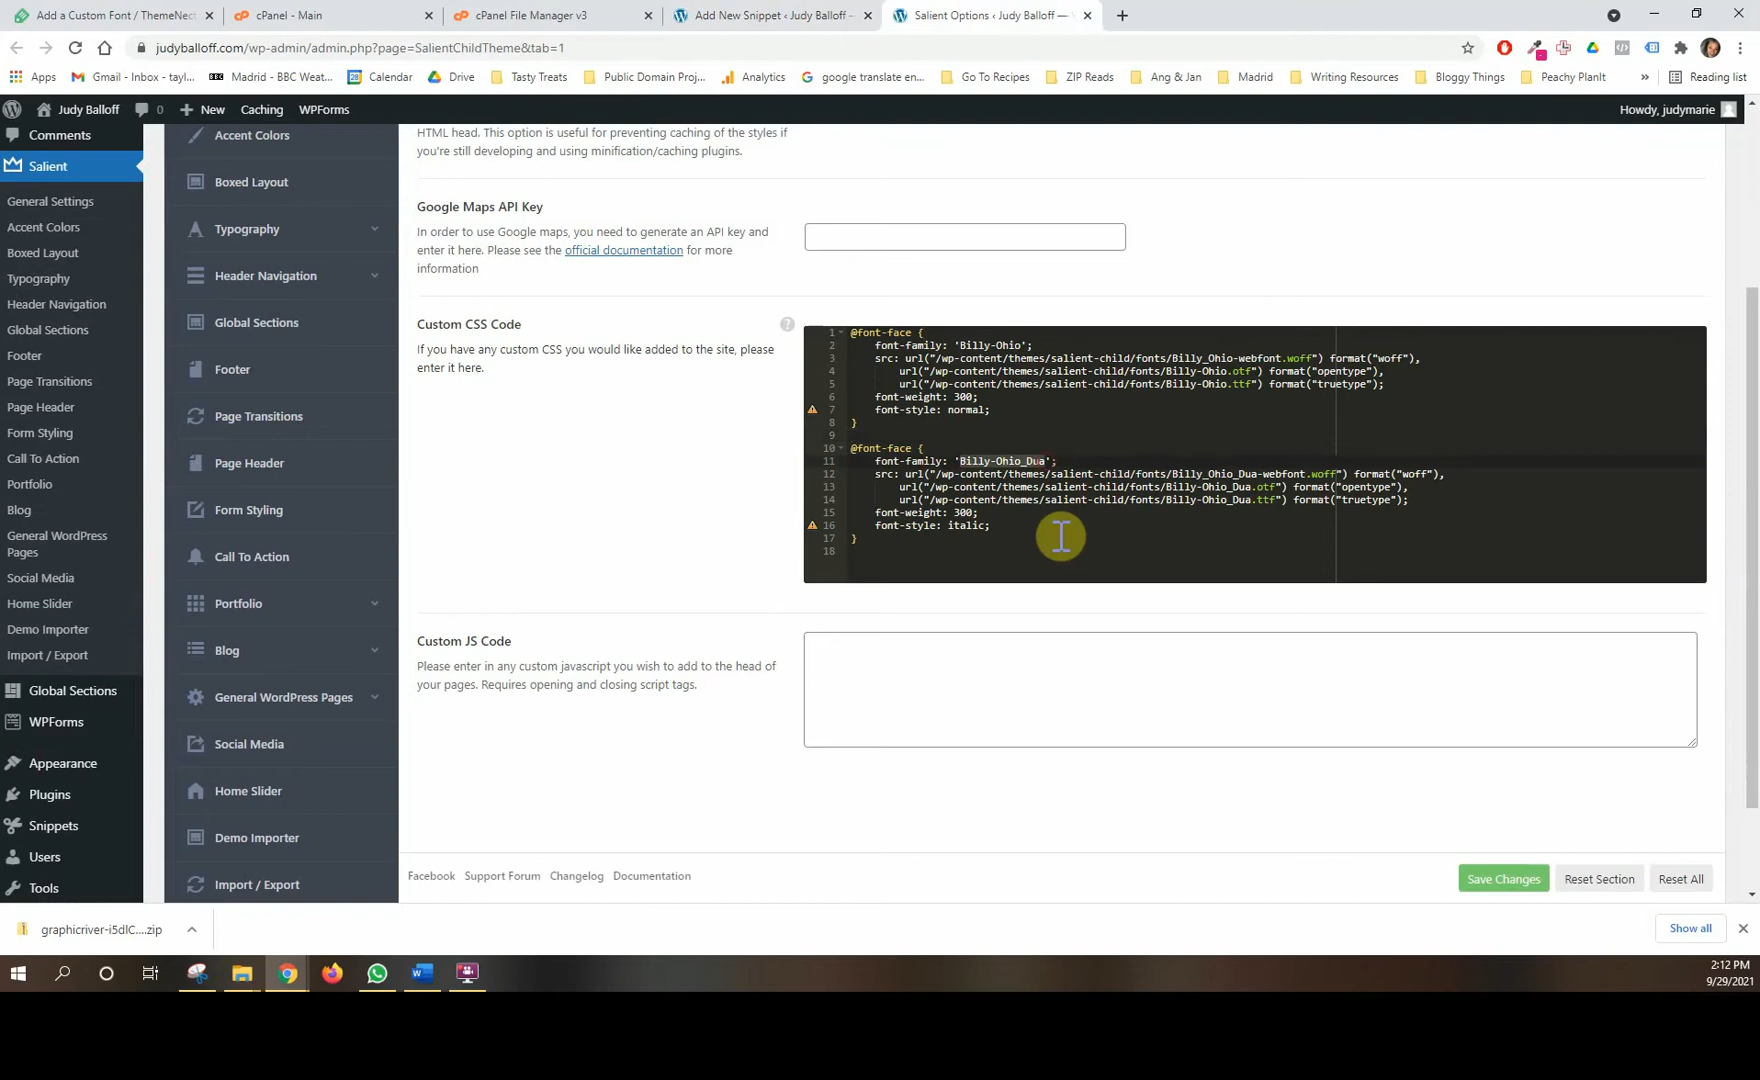 Add a Custom Font / ThemeNect
cPanel - Main
cPanel File Manager v3
Add New Snippet ‹ Judy Balloff —
Salient Options ‹ Judy Balloff —
judyballoff.com/wp-admin/admin.php?page=SalientChildTheme&tab=1
Apps
Gmail - Inbox - tayl...
BBC
Madrid - BBC Weat...
Calendar
Drive
Tasty Treats
Public Domain Proj...
Analytics
google translate en...
Go To Recipes
ZIP Reads
Ang & Jan
Madrid
Writing Resources
Bloggy Things
Peachy PlanIt
»
Reading list
Judy Balloff
0
New
Caching
WPForms
Howdy, judymarie
Comments
Salient
General Settings
Accent Colors
Boxed Layout
Typography
Header Navigation
Global Sections
Footer
Page Transitions
Page Header
Form Styling
Call To Action
Portfolio
Blog
General WordPress
Pages
Social Media
Home Slider
Demo Importer
Import / Export
Global Sections
WPForms
Appearance
Plugins
Snippets
Users
Tools
Accent Colors
Boxed Layout
Typography
Header Navigation
Global Sections
Footer
Page Transitions
Page Header
Form Styling
Call To Action
Portfolio
Blog
General WordPress Pages
Social Media
Home Slider
Demo Importer
Import / Export
HTML head. This option is useful for preventing caching of the styles if
you're still developing and using minification/caching plugins.
Google Maps API Key
In order to use Google maps, you need to generate an API key and
enter it here. Please see the official documentation for more
information
Custom CSS Code
?
If you have any custom CSS you would like added to the site, please
enter it here.
1 @font-face {
2 font-family: 'Billy-Ohio';
3 src: url("/wp-content/themes/salient-child/fonts/Billy_Ohio-webfont.woff") format("woff"),
4 url("/wp-content/themes/salient-child/fonts/Billy-Ohio.otf") format("opentype"),
5 url("/wp-content/themes/salient-child/fonts/Billy-Ohio.ttf") format("truetype");
6 font-weight: 300;
7 font-style: normal;
8 }
9
10 @font-face {
11 font-family: 'Billy-Ohio_Dua';
12 src: url("/wp-content/themes/salient-child/fonts/Billy_Ohio_Dua-webfont.woff") format("woff"),
13 url("/wp-content/themes/salient-child/fonts/Billy-Ohio_Dua.otf") format("opentype"),
14 url("/wp-content/themes/salient-child/fonts/Billy-Ohio_Dua.ttf") format("truetype");
15 font-weight: 300;
16 font-style: italic;
17 }
18
Custom JS Code
Please enter in any custom javascript you wish to add to the head of
your pages. Requires opening and closing script tags.
Facebook Support Forum Changelog Documentation
Save Changes
Reset Section
Reset All
graphicriver-i5dlC....zip
Show all
2:12 PM
9/29/2021